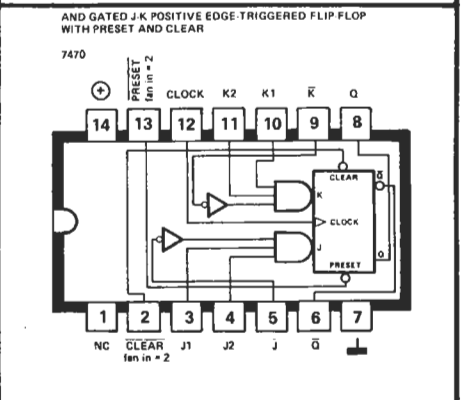 AND GATED J-K POSITIVE EDGE-TRIGGERED FLIP-FLOP
WITH PRESET AND CLEAR
7470
P̅R̅E̅S̅E̅T̅
fan in = 2
CLOCK K2 K1 K̅ Q
14 13 12 11 10 9 8
CLEAR
Q̅
K
CLOCK
J
Q
PRESET
1 2 3 4 5 6 7
NC C̅L̅E̅A̅R̅ J1 J2 J̅ Q̅
fan in = 2